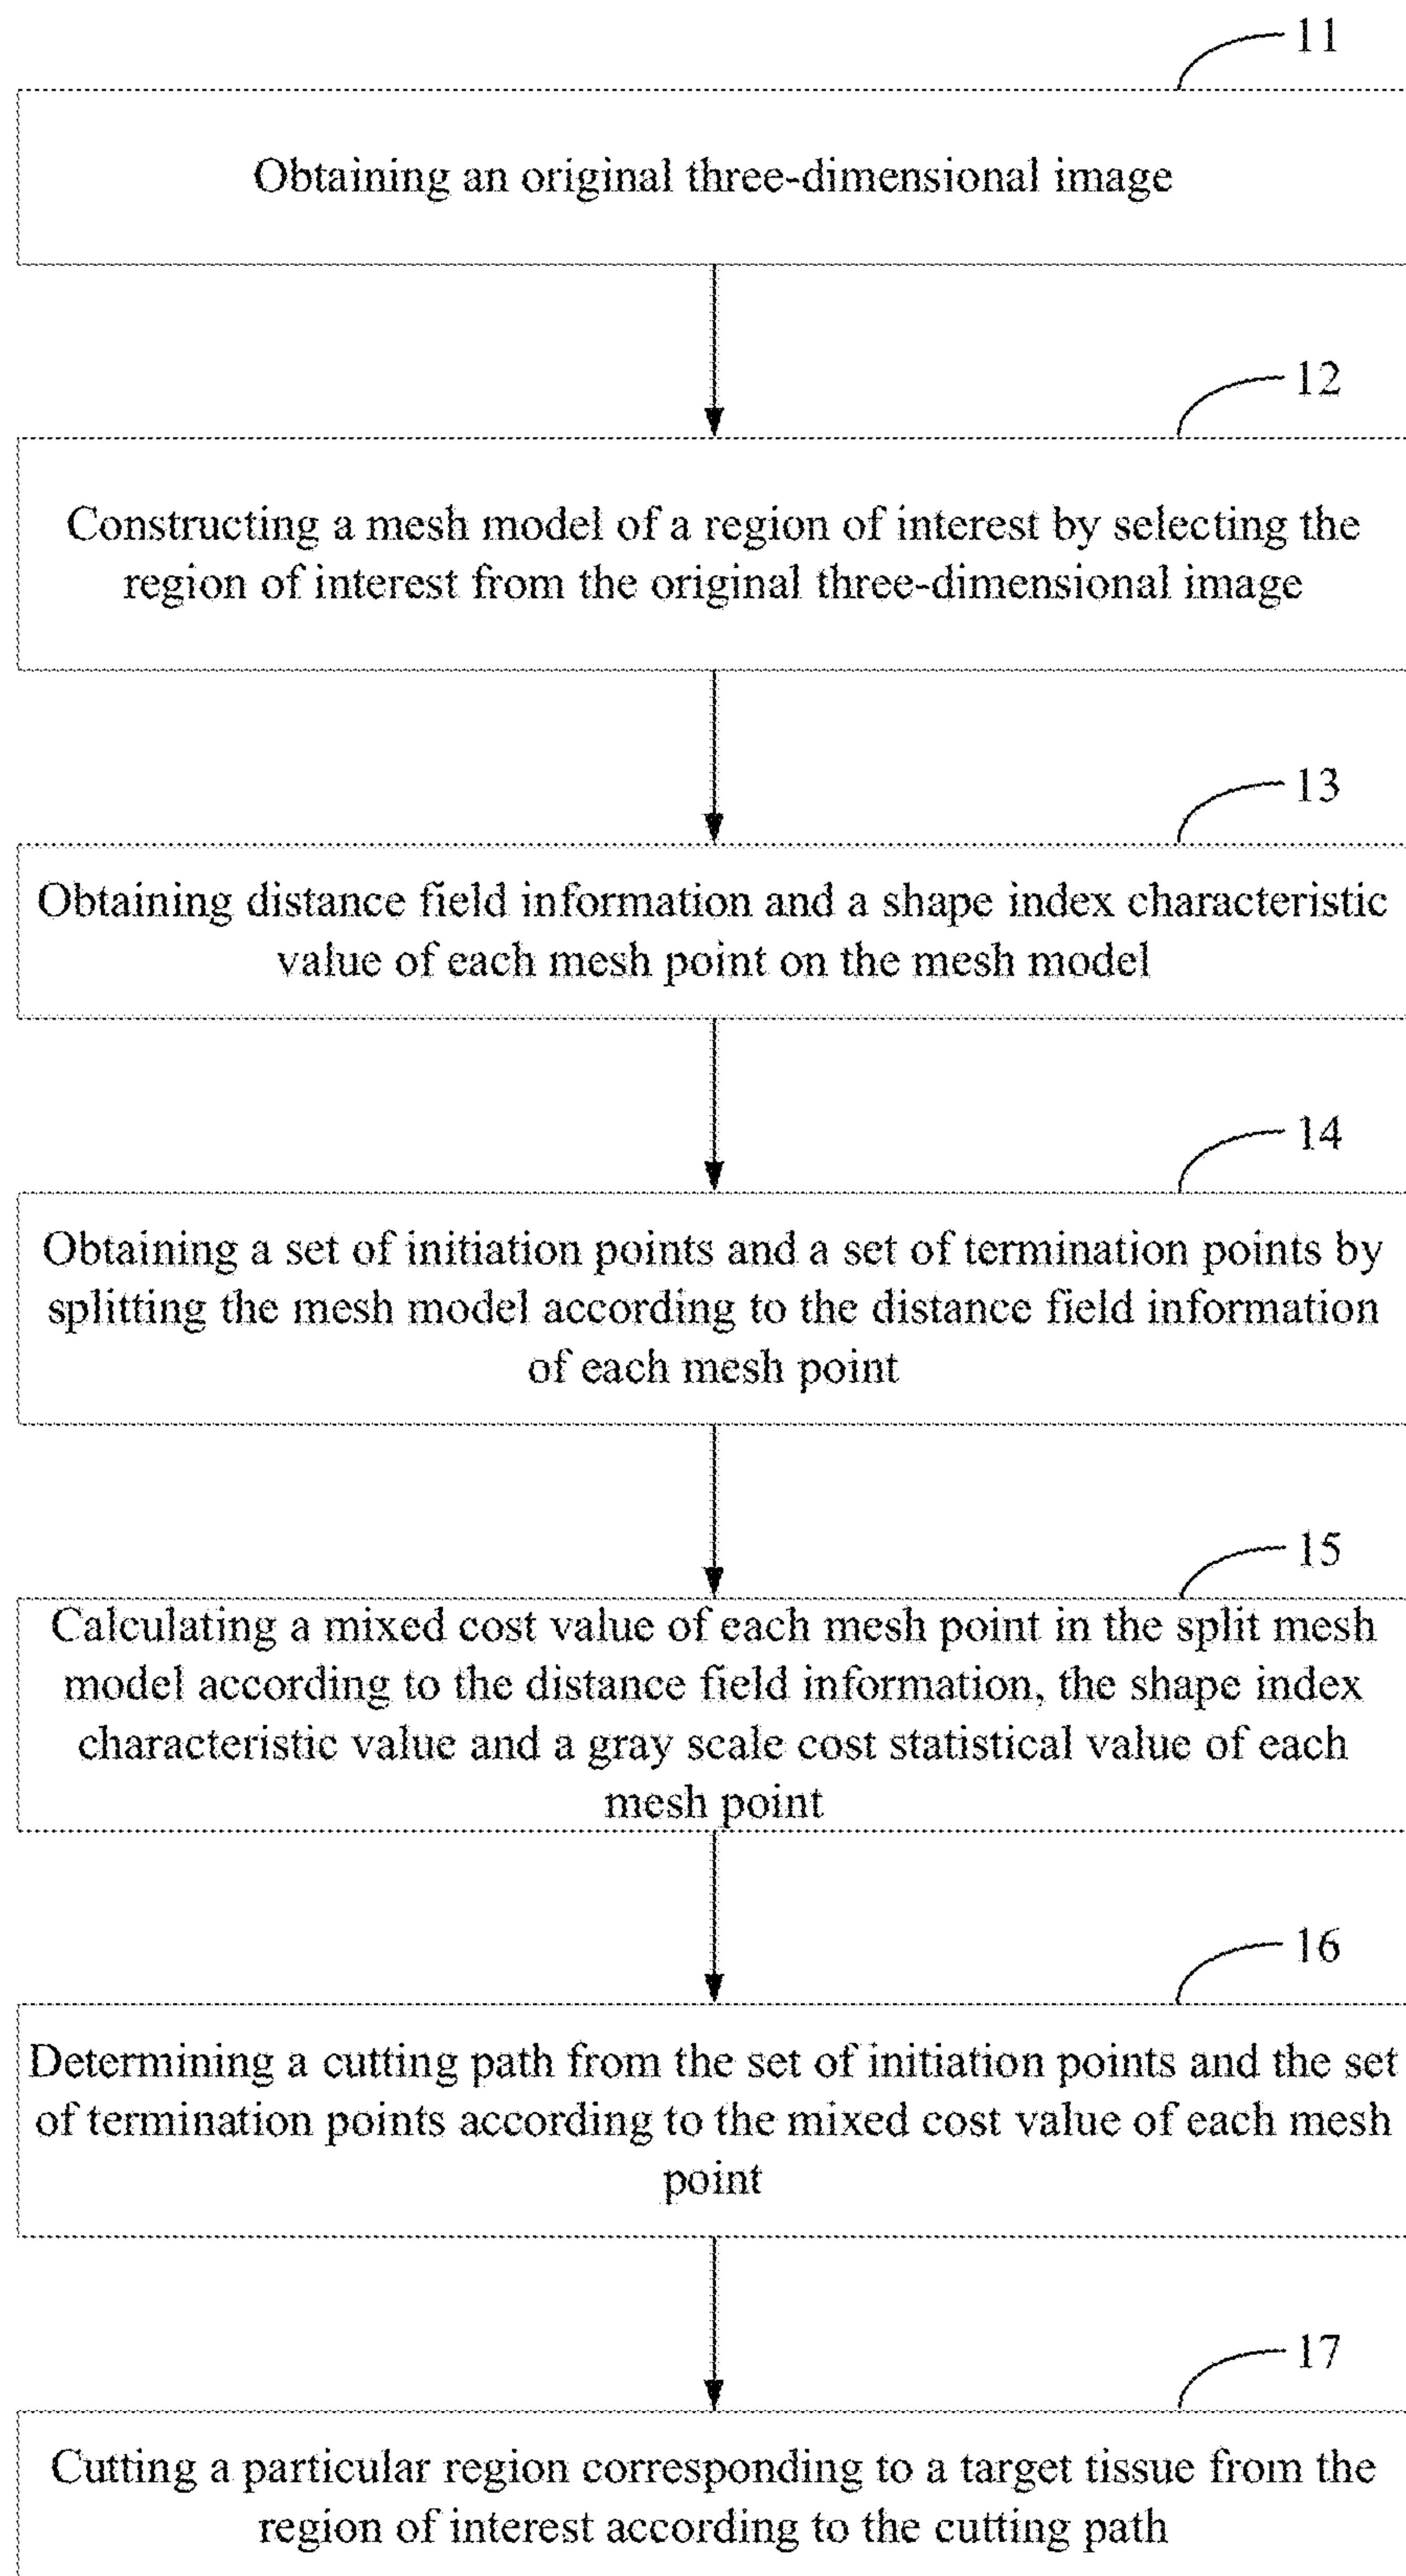 11
Obtaining an original three-dimensional image
12
Constructing a mesh model of a region of interest by selecting the
region of interest from the original three-dimensional image
13
Obtaining distance field information and a shape index characteristic
value of each mesh point on the mesh model
14
Obtaining a set of initiation points and a set of termination points by
splitting the mesh model according to the distance field information
of each mesh point
15
Calculating a mixed cost value of each mesh point in the split mesh
model according to the distance field information, the shape index
characteristic value and a gray scale cost statistical value of each
mesh point
16
Determining a cutting path from the set of initiation points and the set
of termination points according to the mixed cost value of each mesh
point
17
Cutting a particular region corresponding to a target tissue from the
region of interest according to the cutting path